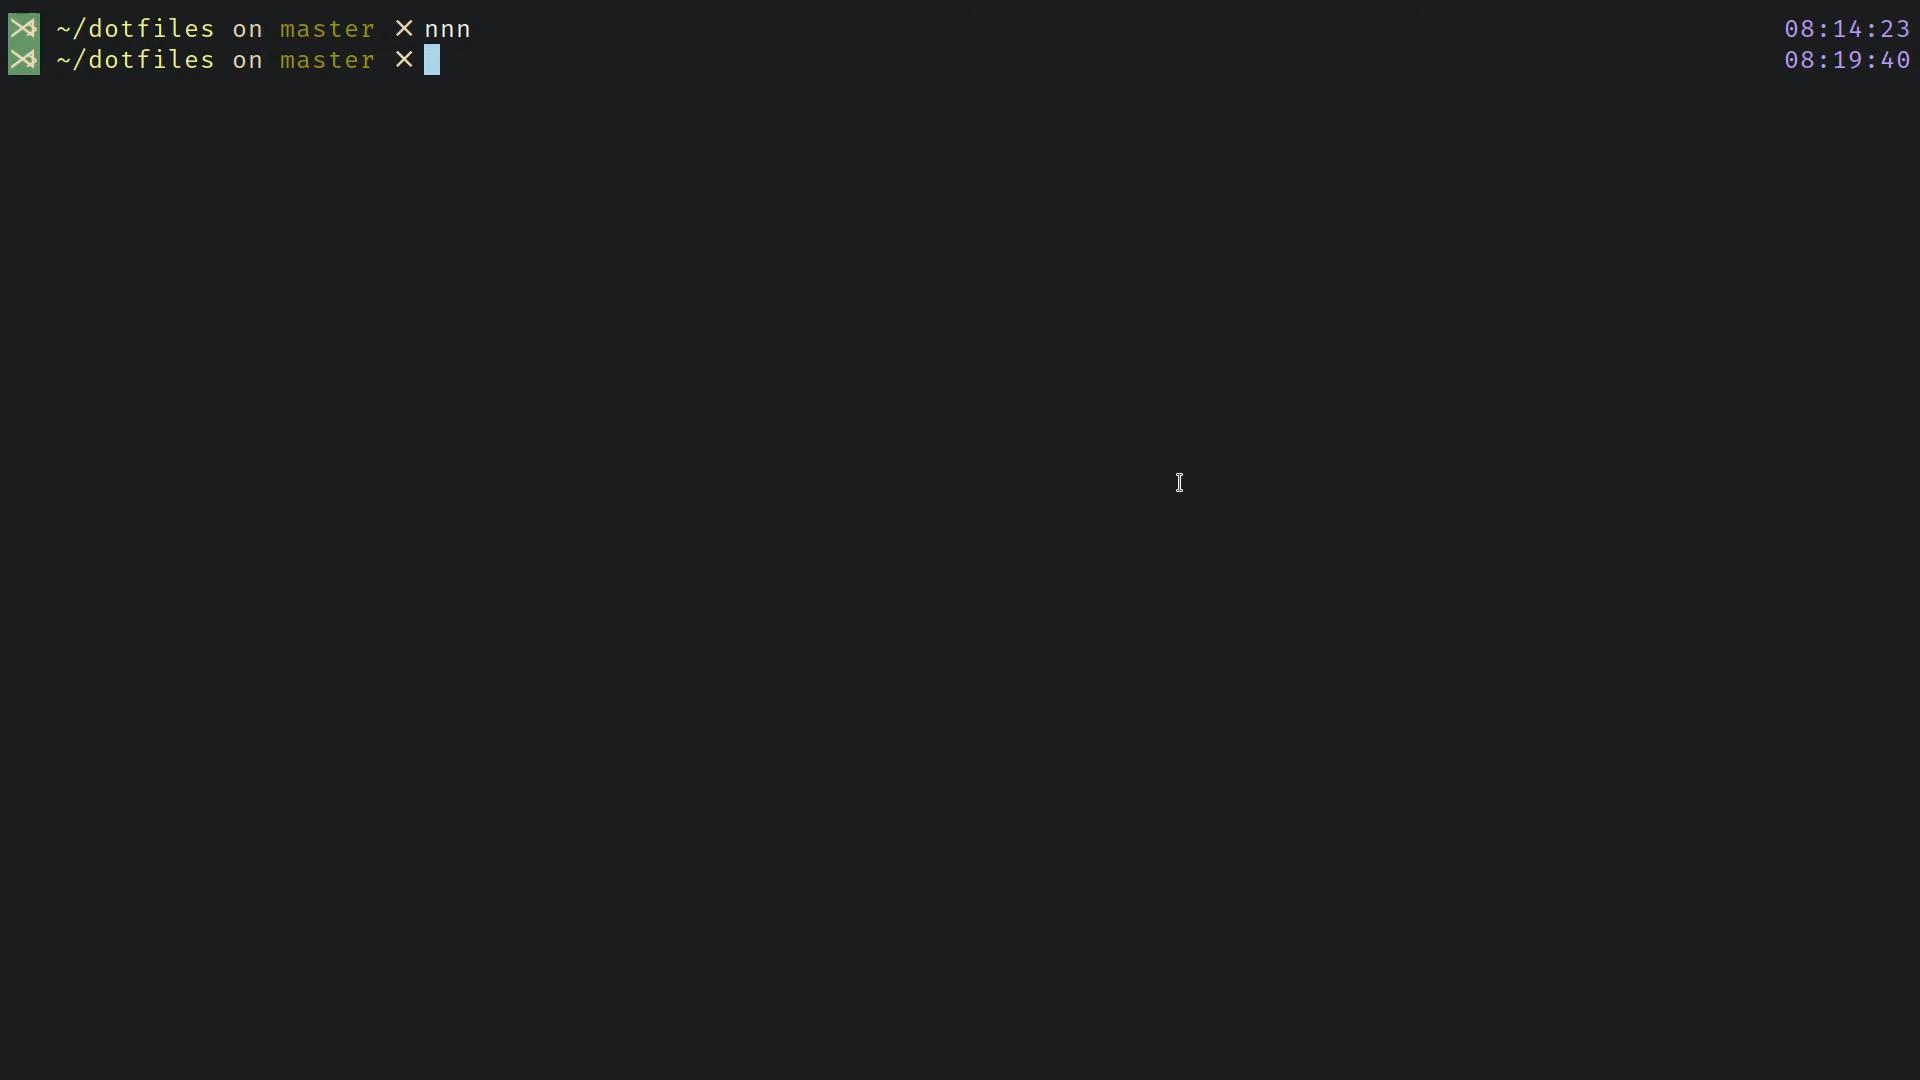 ⋊ ~/dotfiles on master ⨯ nnn 08:14:23
⋊ ~/dotfiles on master ⨯ 08:19:40